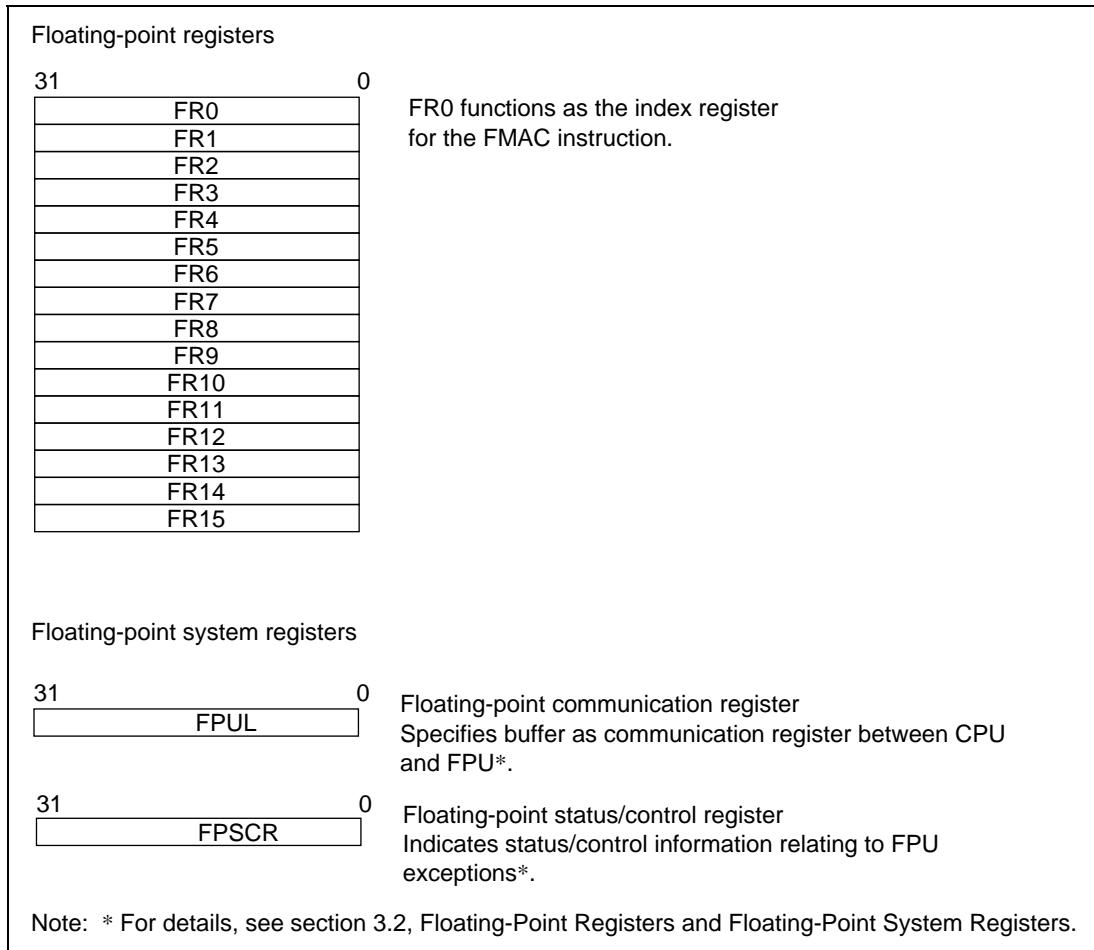 Floating-point registers
31 0
FR0
FR0 functions as the index register
for the FMAC instruction.
FR1
FR2
FR3
FR4
FR5
FR6
FR7
FR8
FR9
FR10
FR11
FR12
FR13
FR14
FR15
Floating-point system registers
31 0
FPUL
Floating-point communication register
Specifies buffer as communication register between CPU
and FPU*.
31 0
FPSCR
Floating-point status/control register
Indicates status/control information relating to FPU
exceptions*.
Note: * For details, see section 3.2, Floating-Point Registers and Floating-Point System Registers.